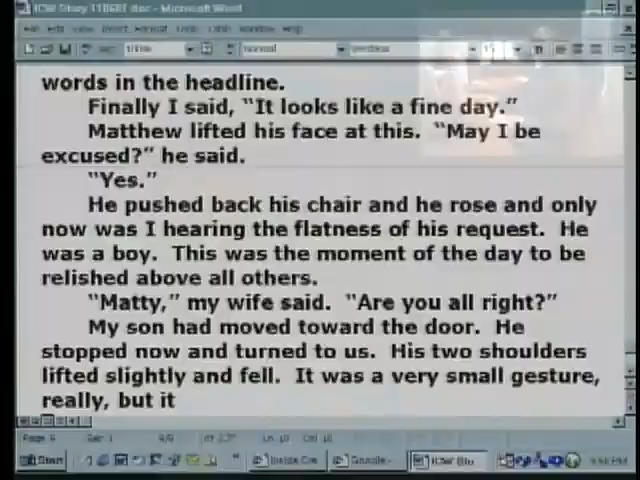 words in the headline.
Finally I said, “It looks like a fine day.”
Matthew lifted his face at this.  “May I be
excused?” he said.
“Yes.”
He pushed back his chair and he rose and only
now was I hearing the flatness of his request.  He
was a boy.  This was the moment of the day to be
relished above all others.
“Matty,” my wife said.  “Are you all right?”
My son had moved toward the door.  He
stopped now and turned to us.  His two shoulders
lifted slightly and fell.  It was a very small gesture,
really, but it
Start